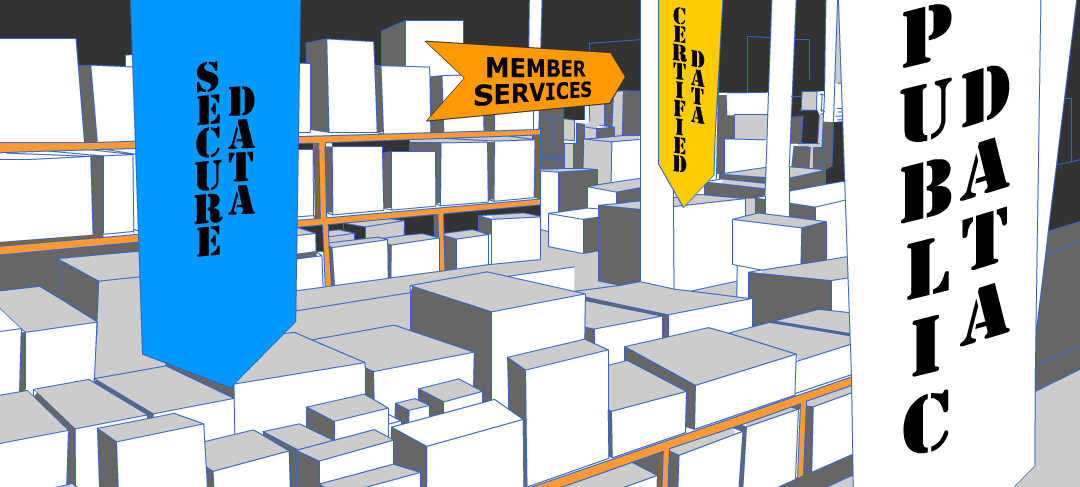 SECURE
DATA
MEMBER
SERVICES
CERTIFIED
DATA
PUBLIC
DATA